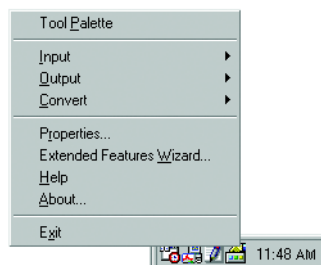 Tool Palette
Input
Output
Convert
Properties...
Extended Features Wizard...
Help
About...
Exit
11:48 AM